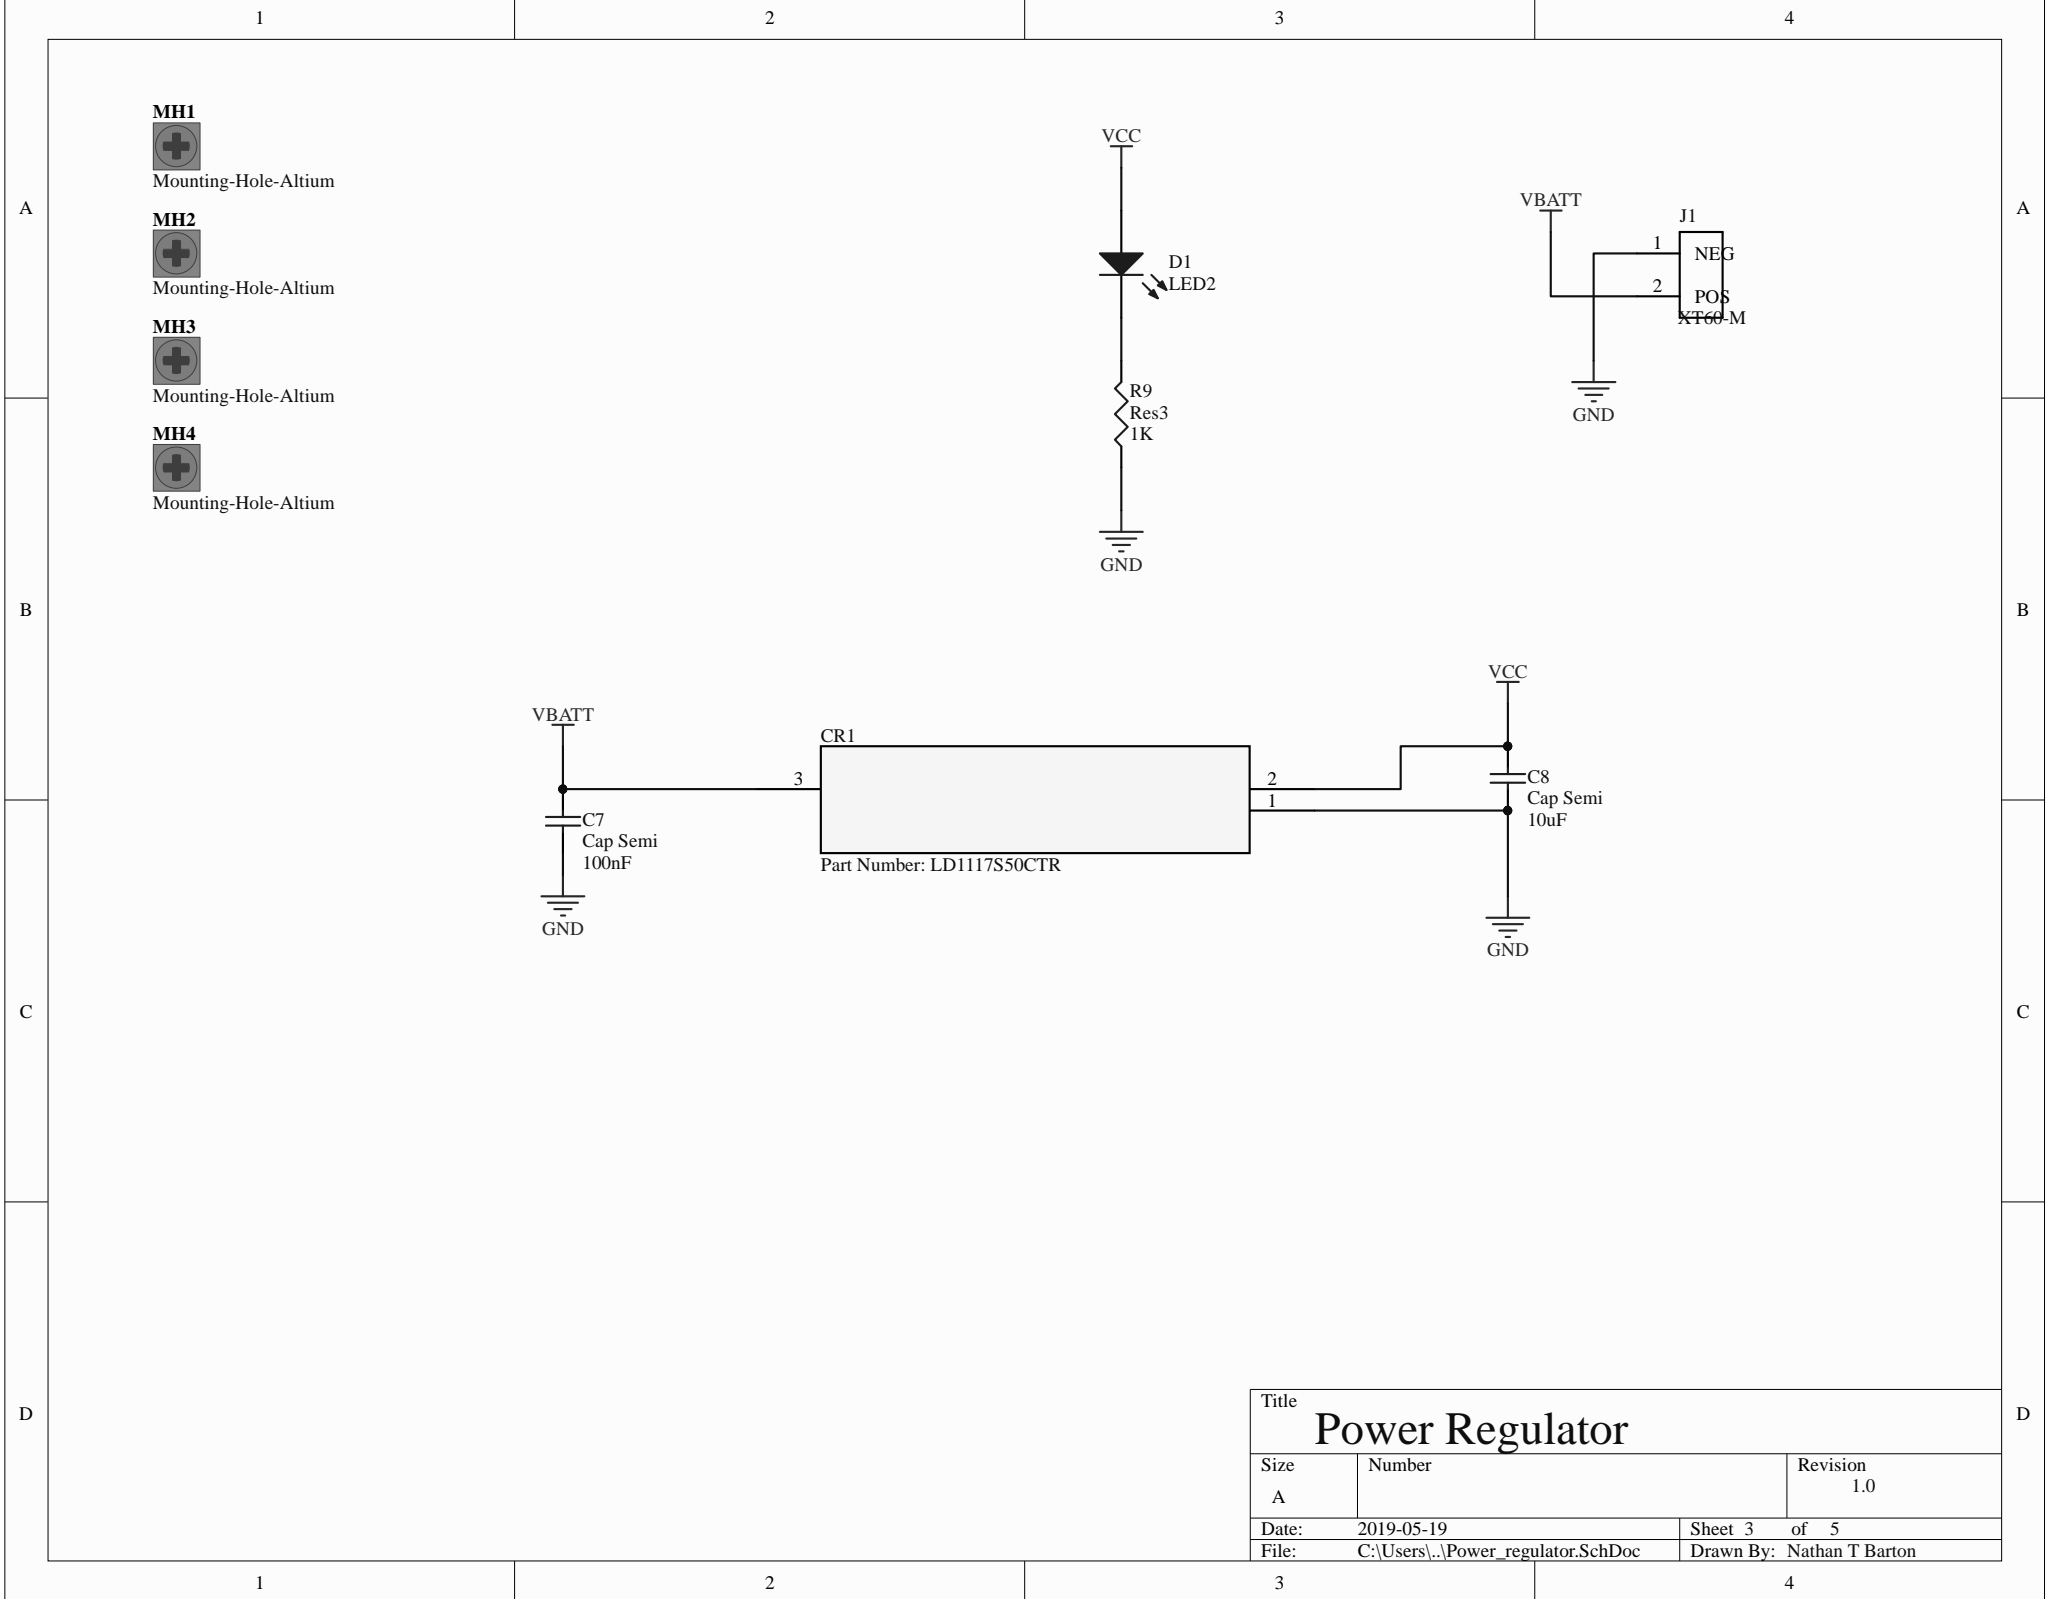 1 2 3 4
A A
B B
C C
D D
MH1
Mounting-Hole-Altium
MH2
Mounting-Hole-Altium
MH3
Mounting-Hole-Altium
MH4
Mounting-Hole-Altium
VCC
D1
LED2
R9
Res3
1K
GND
VBATT
J1
1 NEG
2 POS
XT60-M
GND
VBATT
3
C7
Cap Semi
100nF
GND
CR1
Part Number: LD1117S50CTR
2
1
VCC
C8
Cap Semi
10uF
GND
Title
Power Regulator
Size
A
Number
Revision
1.0
Date: 2019-05-19
Sheet 3 of 5
File: C:\Users\..\Power_regulator.SchDoc
Drawn By: Nathan T Barton
1 2 3 4